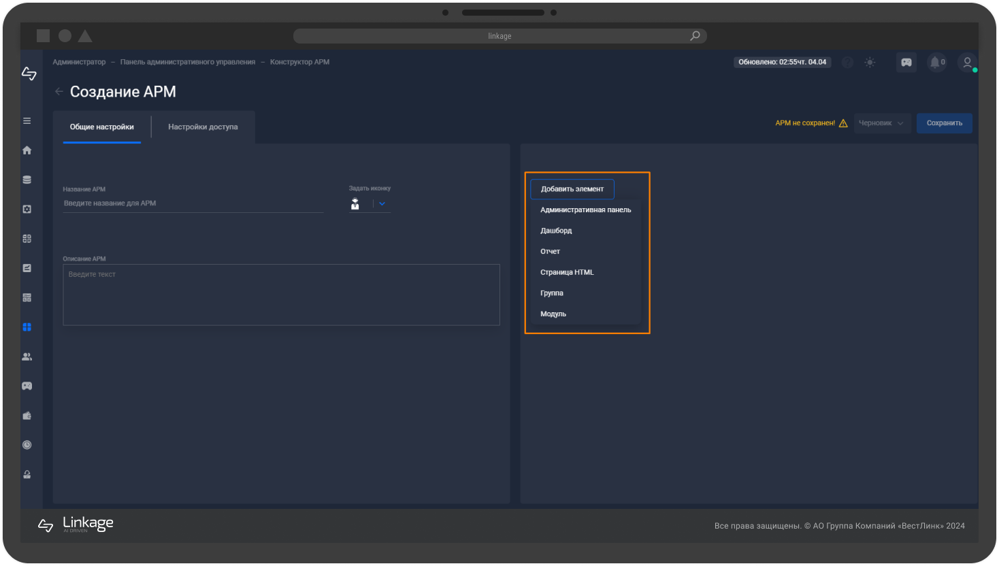 linkage
Администратор – Панель административного управления – Конструктор АРМ
Обновлено: 02:55чт. 04.04
0
Создание АРМ
Общие настройки
Настройки доступа
АРМ не сохранен!
Черновик
Сохранить
Название АРМ
Введите название для АРМ
Задать иконку
Описание АРМ
Введите текст
Добавить элемент
Административная панель
Дашборд
Отчет
Страница HTML
Группа
Модуль
Linkage
AI DRIVEN
Все права защищены. © АО Группа Компаний «ВестЛинк» 2024